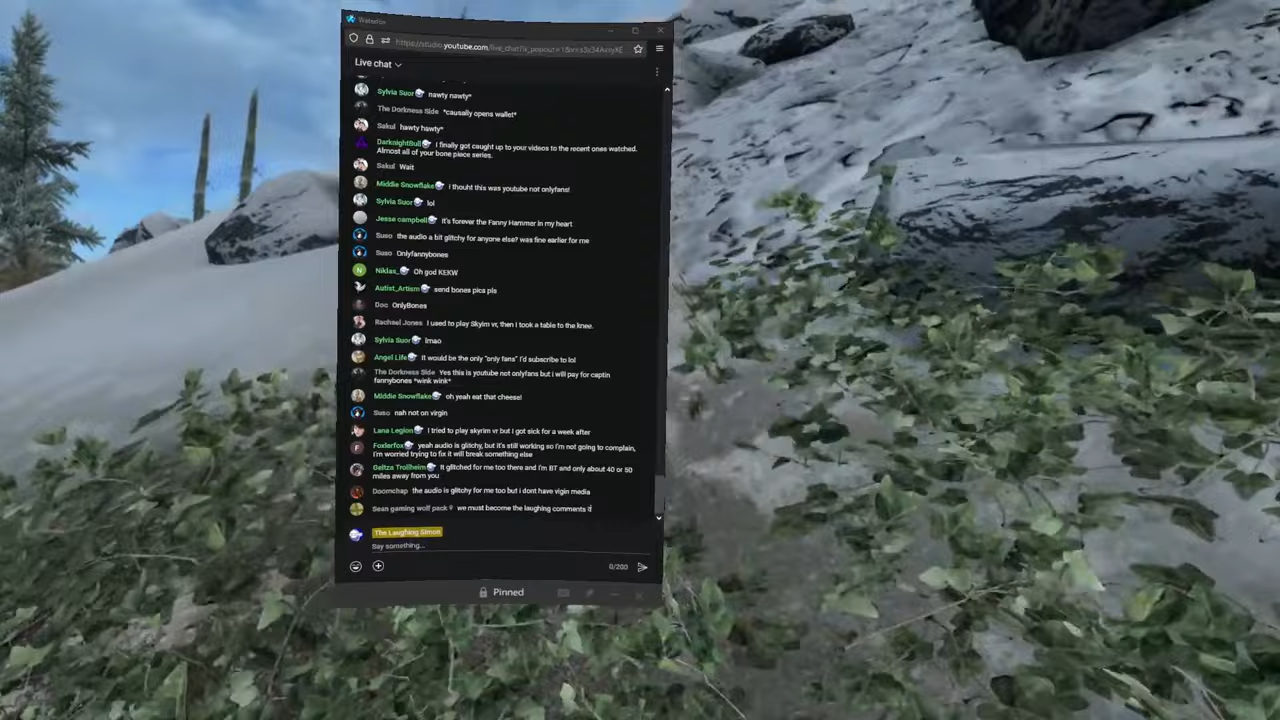 Waterfox
https://studio.youtube.com/live_chat?is_popout=1&v=
Live chat
Sylvia Suor nawty nawty*
The Dorkness Side *causally opens wallet*
Sakul hawty hawty*
DarknightBull I finally got caught up to your videos to the recent ones watched.
Almost all of your bone place series.
Sakul Wait
Middie Snowflake i thouht this was youtube not onlyfans!
Sylvia Suor lol
Jesse campbell It's forever the Fanny Hammer in my heart
Suso the audio a bit glitchy for anyone else? was fine earlier for me
Suso Onlyfannybones
N Niklas_ Oh god KEKW
Autist_Artism send bones pics pls
Doc OnlyBones
Rachael Jones I used to play Skyim vr, then i took a table to the knee.
Sylvia Suor lmao
Angel Life It would be the only "only fans" I'd subscribe to lol
The Dorkness Side Yes this is youtube not onlyfans but i will pay for captin
fannybones *wink wink*
Middie Snowflake oh yeah eat that cheese!
Suso nah not on virgin
Lana Legion I tried to play skyrim vr but I got sick for a week after
F Foxlerfox yeah audio is glitchy, but it's still working so I'm not going to complain,
I'm worried trying to fix it will break something else
Geltza Trollheim It glitched for me too there and I'm BT and only about 40 or 50
miles away from you
Doomchap the audio is glitchy for me too but i dont have vigin media
Sean gaming wolf pack we must become the laughing comments
The Laughing Simon
Say something...
0/200
Pinned